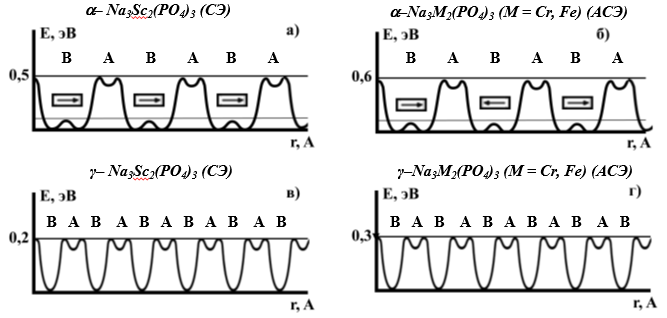 α– Na3Sc2(PO4)3 (СЭ)
E, эВ
а)
B A B A B A
0,5
r, A
α–Na3M2(PO4)3 (M = Cr, Fe) (АСЭ)
E, эВ
б)
B A B A B A
0,6
r, A
γ– Na3Sc2(PO4)3 (СЭ)
E, эВ
в)
B A B A B A B A B A B
0,2
r, A
γ–Na3M2(PO4)3 (M = Cr, Fe) (АСЭ)
E, эВ
г)
B A B A B A B A B A B
0,3
r, A